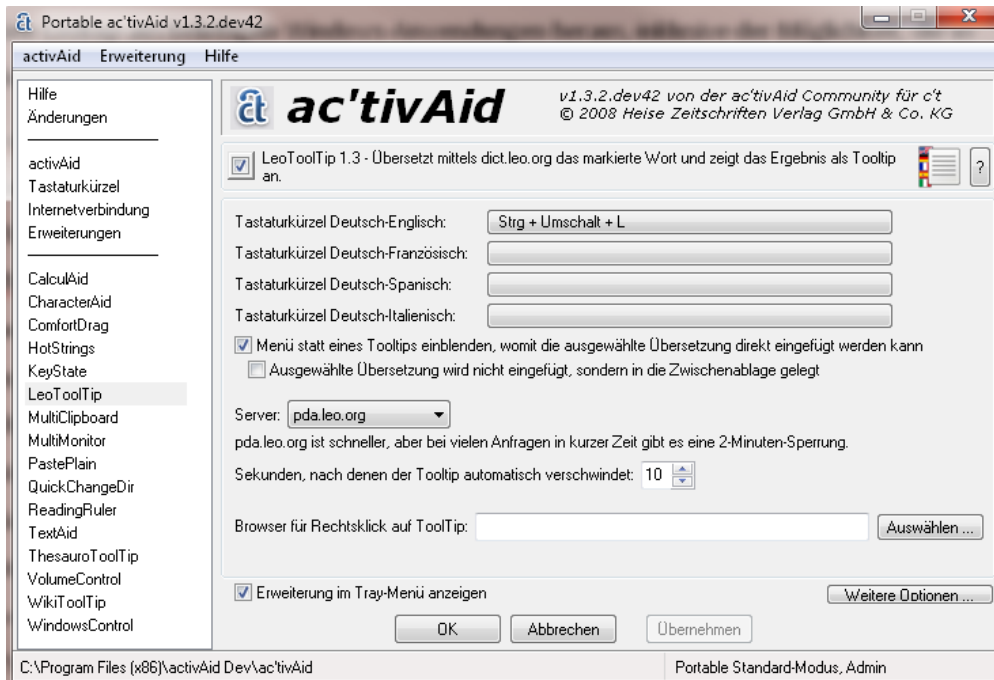 Portable ac'tivAid v1.3.2.dev42
activAid Erweiterung Hilfe
Hilfe
Änderungen
activAid
Tastaturkürzel
Internetverbindung
Erweiterungen
CalculAid
CharacterAid
ComfortDrag
HotStrings
KeyState
LeoToolTip
MultiClipboard
MultiMonitor
PastePlain
QuickChangeDir
ReadingRuler
TextAid
ThesauroToolTip
VolumeControl
WikiToolTip
WindowsControl
at ac'tivAid
v1.3.2.dev42 von der ac'tivAid Community für c't
© 2008 Heise Zeitschriften Verlag GmbH & Co. KG
LeoToolTip 1.3 - Übersetzt mittels dict.leo.org das markierte Wort und zeigt das Ergebnis als Tooltip
an.
?
Tastaturkürzel Deutsch-Englisch: Strg + Umschalt + L
Tastaturkürzel Deutsch-Französisch:
Tastaturkürzel Deutsch-Spanisch:
Tastaturkürzel Deutsch-Italienisch:
Menü statt eines Tooltips einblenden, womit die ausgewählte Übersetzung direkt eingefügt werden kann
Ausgewählte Übersetzung wird nicht eingefügt, sondern in die Zwischenablage gelegt
Server: pda.leo.org
pda.leo.org ist schneller, aber bei vielen Anfragen in kurzer Zeit gibt es eine 2-Minuten-Sperrung.
Sekunden, nach denen der Tooltip automatisch verschwindet: 10
Browser für Rechtsklick auf ToolTip: Auswählen ...
Erweiterung im Tray-Menü anzeigen Weitere Optionen ...
OK Abbrechen Übernehmen
C:\Program Files (x86)\activAid Dev\ac'tivAid Portable Standard-Modus, Admin